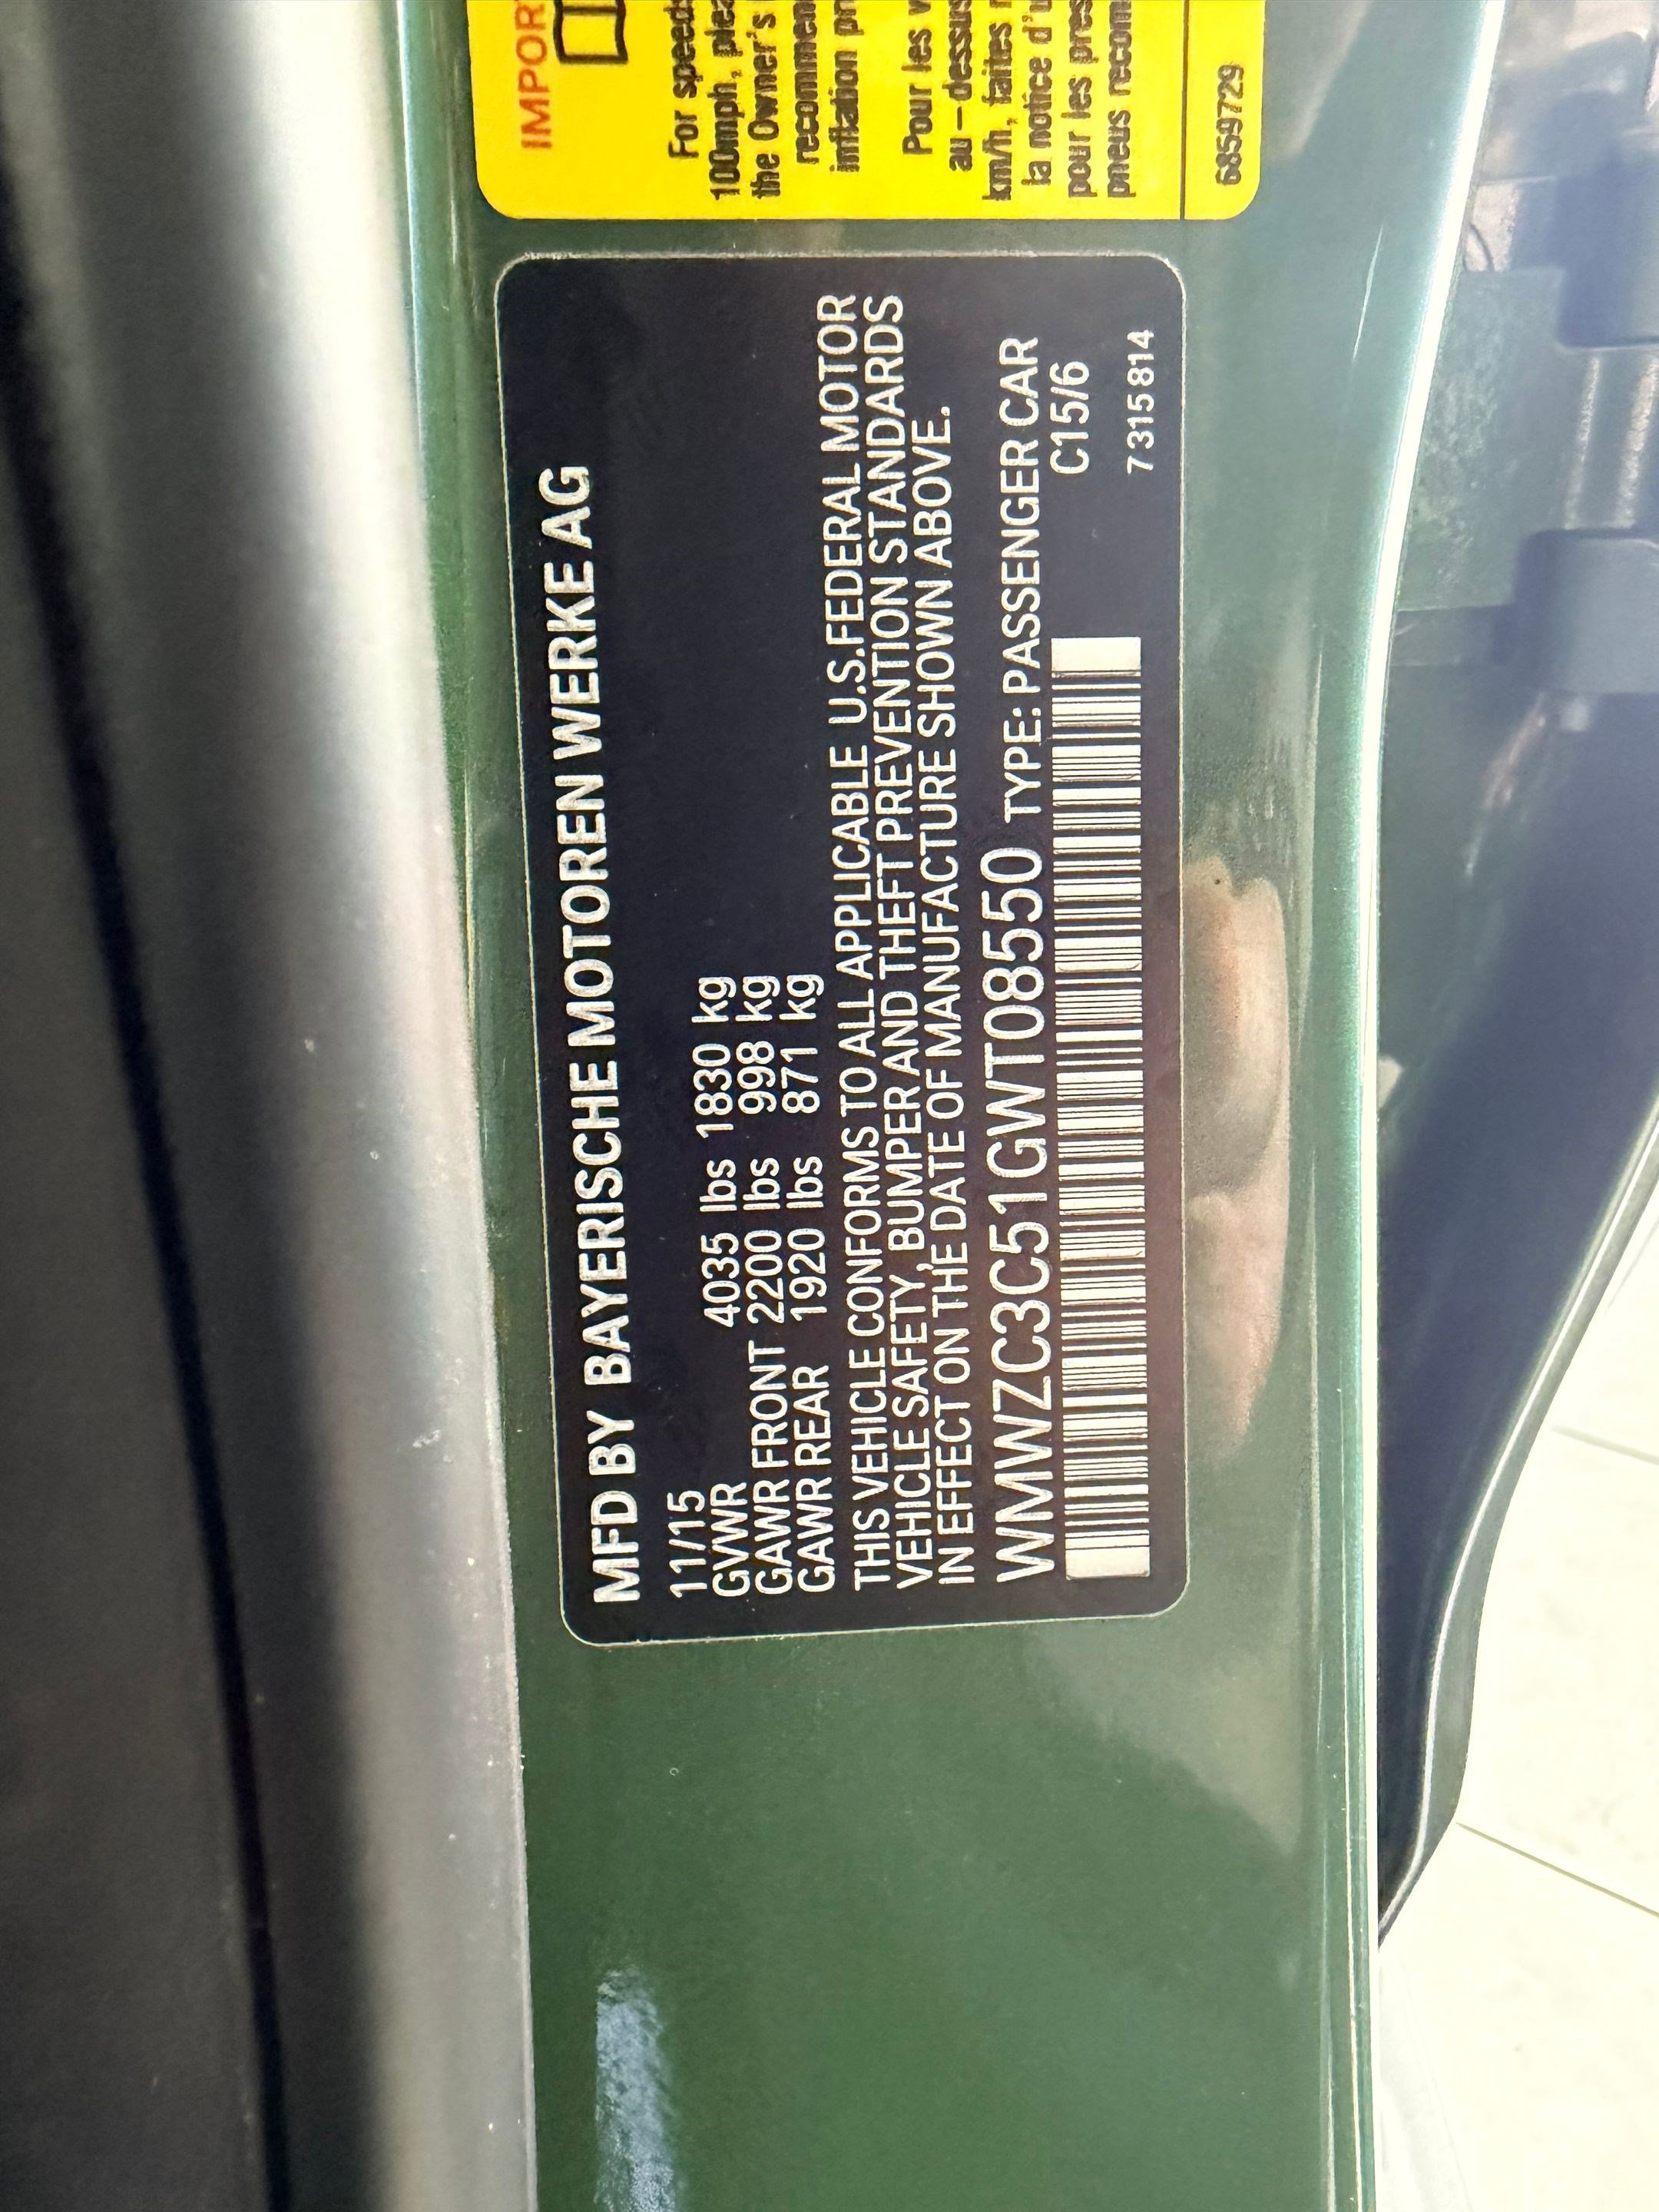 MFD BY BAYERISCHE MOTOREN WERKE AG
11/15
GVWR 4035 lbs 1830 kg
GAWR FRONT 2200 lbs 998 kg
GAWR REAR 1920 lbs 871 kg
THIS VEHICLE CONFORMS TO ALL APPLICABLE U.S.FEDERAL MOTOR
VEHICLE SAFETY, BUMPER AND THEFT PREVENTION STANDARDS
IN EFFECT ON THE DATE OF MANUFACTURE SHOWN ABOVE.
WMWZC3C51GWT08550 TYPE: PASSENGER CAR
C15/6
7315814
IMPOR
For speeds
100mph, plea
the Owner's
recommen
inflation pr
Pour les v
au-dessus
km/h, faites
la notice d'u
pour les pres
pneus recom
6859729